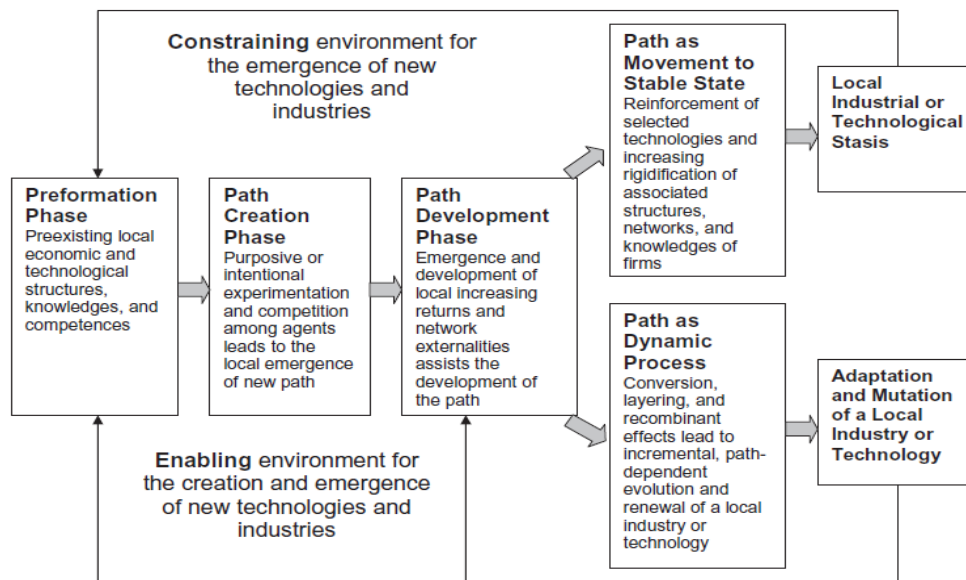 Constraining environment for
the emergence of new
technologies and
industries
Preformation
Phase
Preexisting local
economic and
technological
structures,
knowledges, and
competences
Path
Creation
Phase
Purposive or
intentional
experimentation
and competition
among agents
leads to the
local emergence
of new path
Path
Development
Phase
Emergence and
development of
local increasing
returns and
network
externalities
assists the
development of
the path
Path as
Movement to
Stable State
Reinforcement of
selected
technologies and
increasing
rigidification of
associated
structures,
networks, and
knowledges of
firms
Local
Industrial or
Technological
Stasis
Path as
Dynamic
Process
Conversion,
layering, and
recombinant
effects lead to
incremental, path-
dependent
evolution and
renewal of a local
industry or
technology
Adaptation
and Mutation
of a Local
Industry or
Technology
Enabling environment for
the creation and emergence
of new technologies and
industries